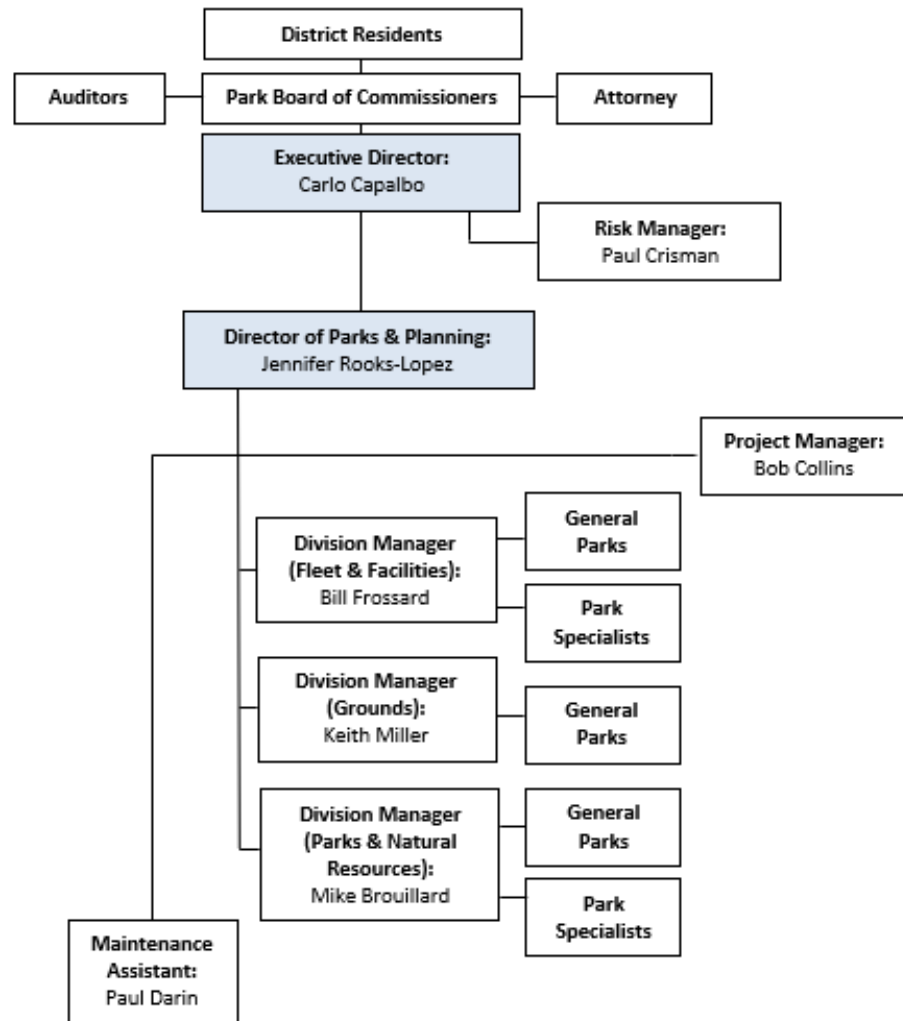 District Residents
Auditors
Park Board of Commissioners
Attorney
Executive Director:
Carlo Capalbo
Risk Manager:
Paul Crisman
Director of Parks & Planning:
Jennifer Rooks-Lopez
Project Manager:
Bob Collins
Division Manager
(Fleet & Facilities):
Bill Frossard
General
Parks
Park
Specialists
Division Manager
(Grounds):
Keith Miller
General
Parks
Division Manager
(Parks & Natural
Resources):
Mike Brouillard
General
Parks
Park
Specialists
Maintenance
Assistant:
Paul Darin